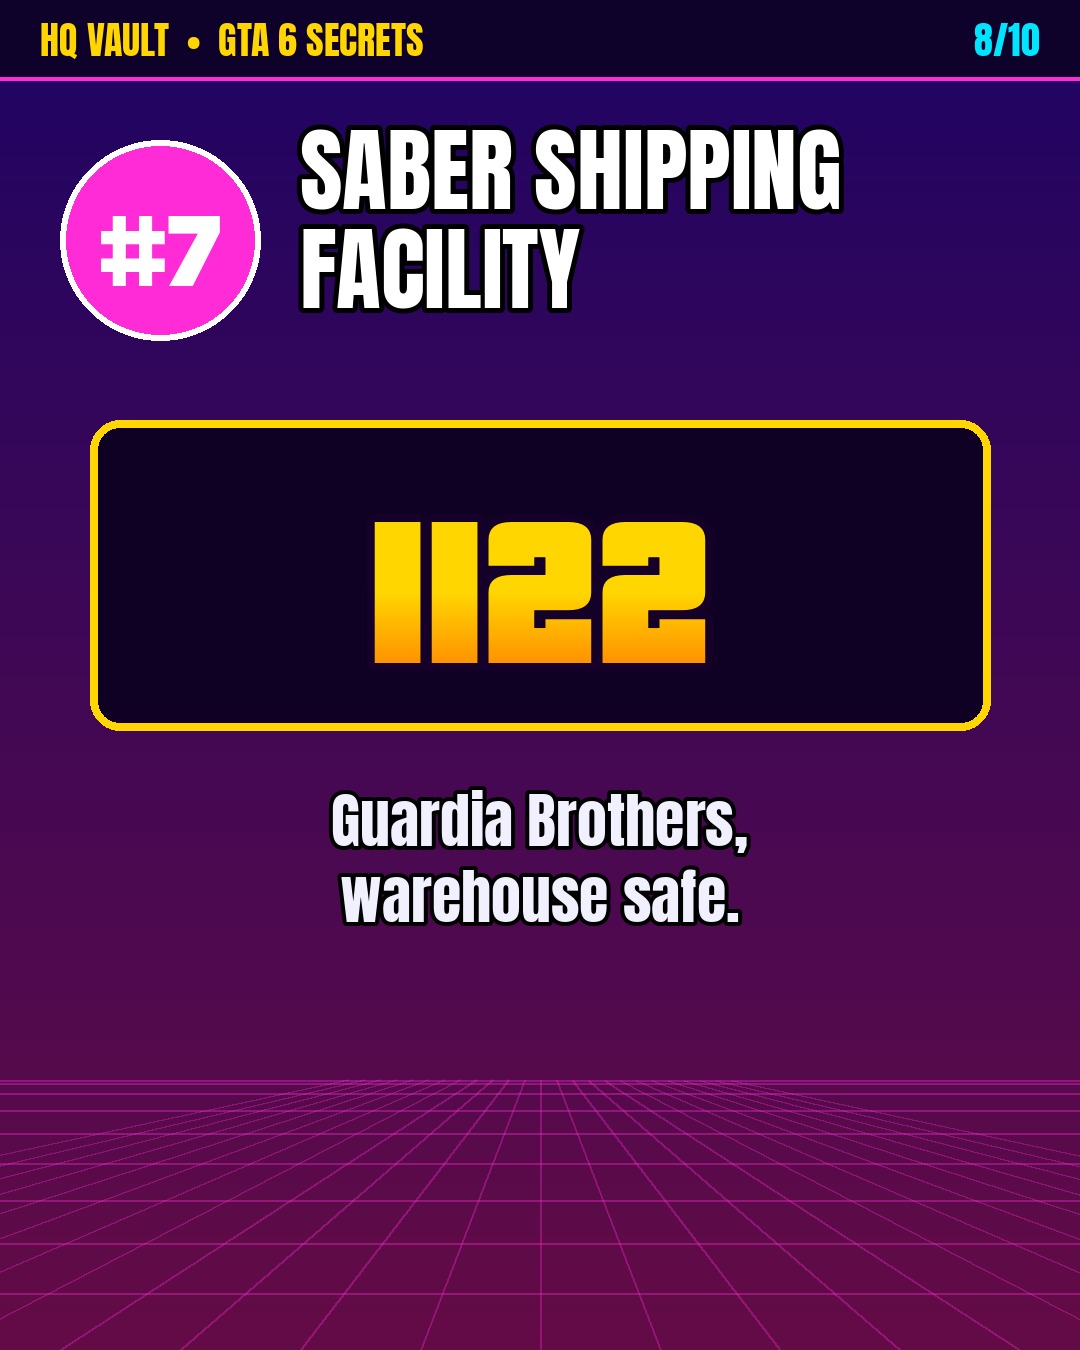 HQ VAULT • GTA 6 SECRETS
8/10
#7
SABER SHIPPING
FACILITY
1122
Guardia Brothers,
warehouse safe.